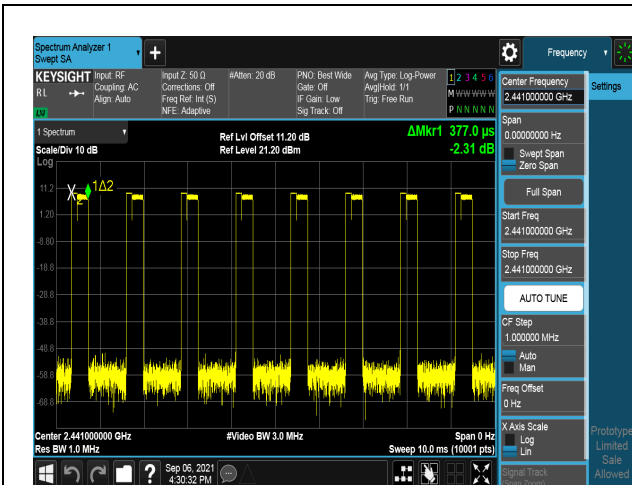 Spectrum Analyzer 1
Swept SA
+
Frequency
KEYSIGHT Input: RF Input Z: 50 Ω #Atten: 20 dB PNO: Best Wide Avg Type: Log-Power 1 2 3 4 5 6
RL Coupling: AC Corrections: Off Gate: Off Avg|Hold: 1/1 M W W W W W
Align: Auto Freq Ref: Int (S) IF Gain: Low Trig: Free Run
LXI NFE: Adaptive Sig Track: Off P N N N N N
1 Spectrum
Scale/Div 10 dB
Ref Lvl Offset 11.20 dB
Ref Level 21.20 dBm
ΔMkr1 377.0 µs
-2.31 dB
Log
11.2
1.20
-8.80
-18.8
-28.8
-38.8
-48.8
-58.8
-68.8
X2
1Δ2
Center 2.441000000 GHz #Video BW 3.0 MHz Span 0 Hz
Res BW 1.0 MHz Sweep 10.0 ms (10001 pts)
? Sep 06, 2021
4:30:32 PM
Center Frequency
2.441000000 GHz
Span
0.00000000 Hz
Swept Span
Zero Span
Full Span
Start Freq
2.441000000 GHz
Stop Freq
2.441000000 GHz
AUTO TUNE
CF Step
1.000000 MHz
Auto
Man
Freq Offset
0 Hz
X Axis Scale
Log
Lin
Signal Track
(Span Zoom)
Settings
Prototype
Limited
Sale
Allowed